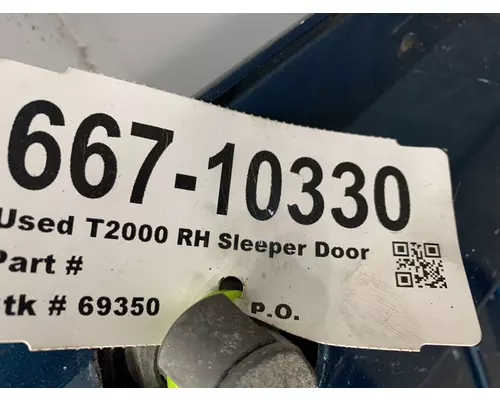 667-10330
Used T2000 RH Sleeper Door
Part #
tk # 69350
P.O.